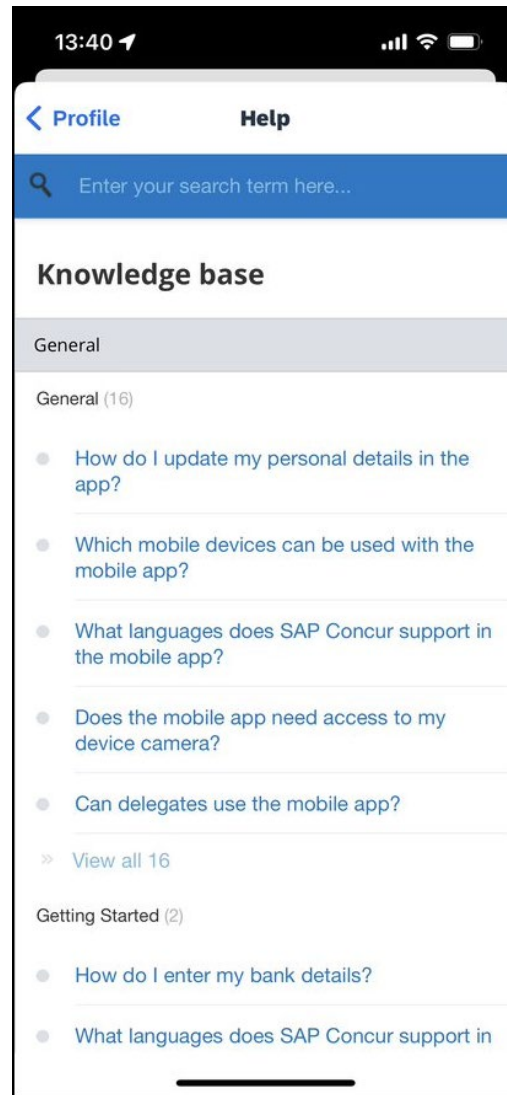 13:40
Profile
Help
Enter your search term here...
Knowledge base
General
General (16)
How do I update my personal details in the
app?
Which mobile devices can be used with the
mobile app?
What languages does SAP Concur support in
the mobile app?
Does the mobile app need access to my
device camera?
Can delegates use the mobile app?
» View all 16
Getting Started (2)
How do I enter my bank details?
What languages does SAP Concur support in